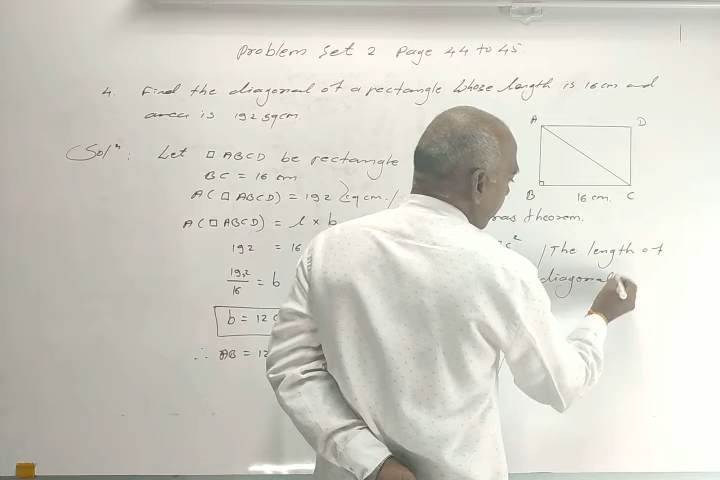 Problem Set 2 Page 44 to 45
4. Find the diagonal of a rectangle whose length is 16 cm and
area is 192 sqcm.
Solⁿ: Let □ ABCD be rectangle
BC = 16 cm
A(□ ABCD) = 192 sqcm.
A(□ ABCD) = l × b
192 = 16
192/16 = b
b = 12
∴ AB = 12
A D
B 16 cm. C
theorem.
The length of
diagonal